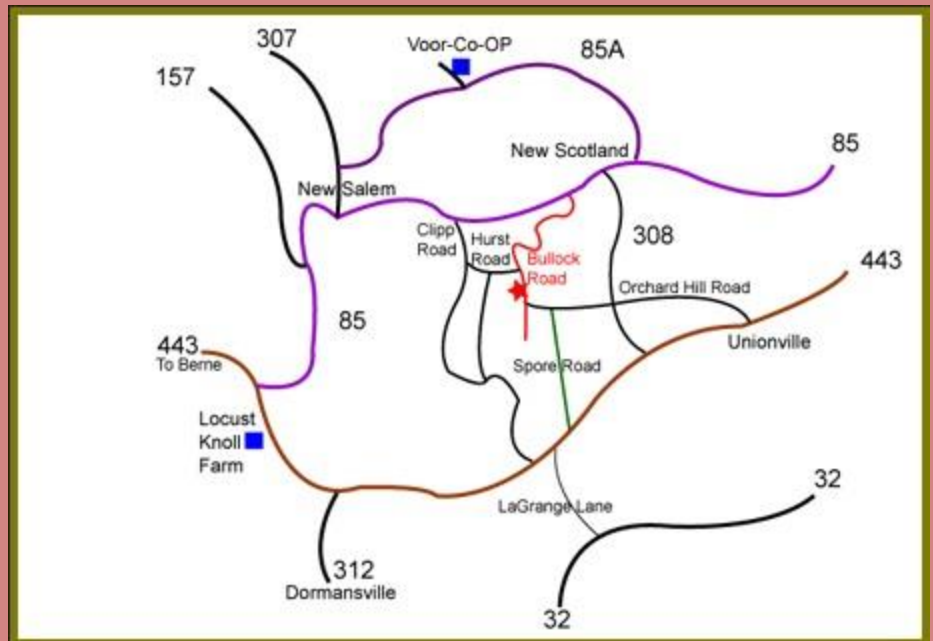 307
Voor-Co-OP
85A
157
New Scotland
85
New Salem
Clipp
Road
Hurst
Road
308
Bullock
Road
443
Orchard Hill Road
85
Unionville
443
To Berne
Spore Road
Locust
Knoll
Farm
32
LaGrange Lane
312
Dormansville
32